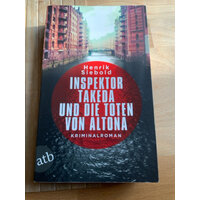 Henrik
Siebold
INSPEKTOR
TAKEDA
UND DIE TOTEN
VON ALTONA
KRIMINALROMAN
atb